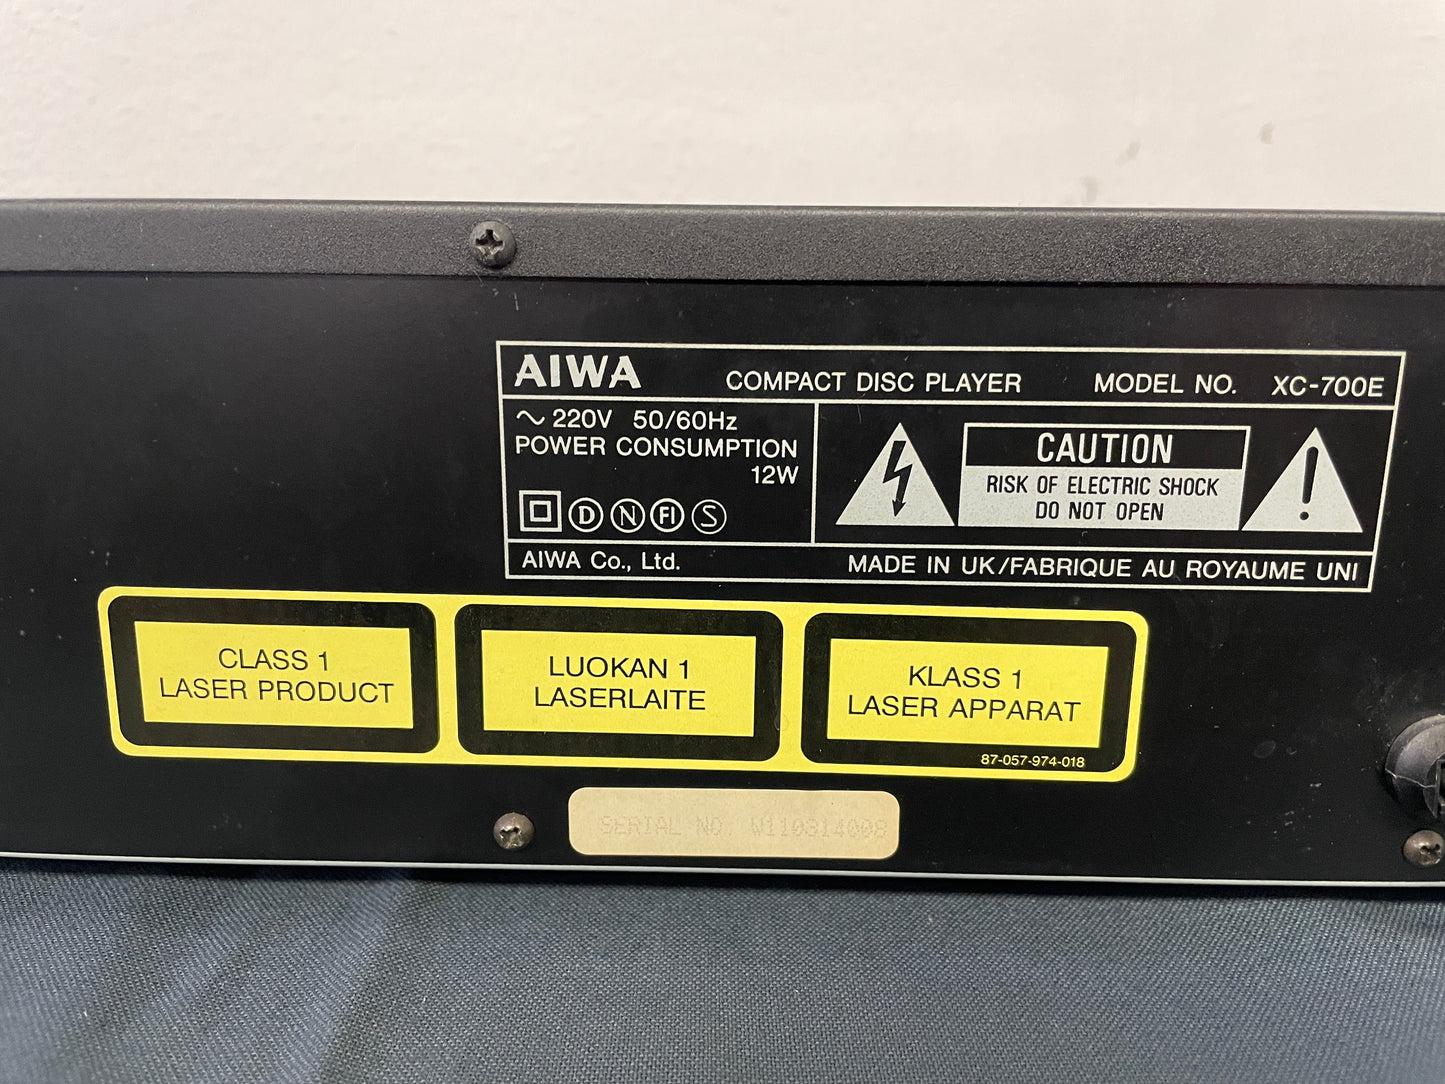 AIWA COMPACT DISC PLAYER MODEL NO. XC-700E
~ 220V 50/60Hz
POWER CONSUMPTION
12W
D N FI S
AIWA Co., Ltd.
CAUTION
RISK OF ELECTRIC SHOCK
DO NOT OPEN
MADE IN UK/FABRIQUE AU ROYAUME UNI
CLASS 1
LASER PRODUCT
LUOKAN 1
LASERLAITE
KLASS 1
LASER APPARAT
87-057-974-018
SERIAL NO. W110314008